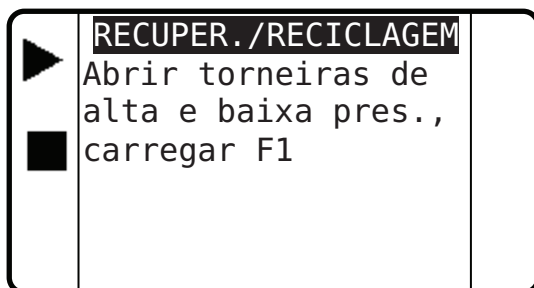 RECUPER./RECICLAGEM
Abrir torneiras de
alta e baixa pres.,
carregar F1